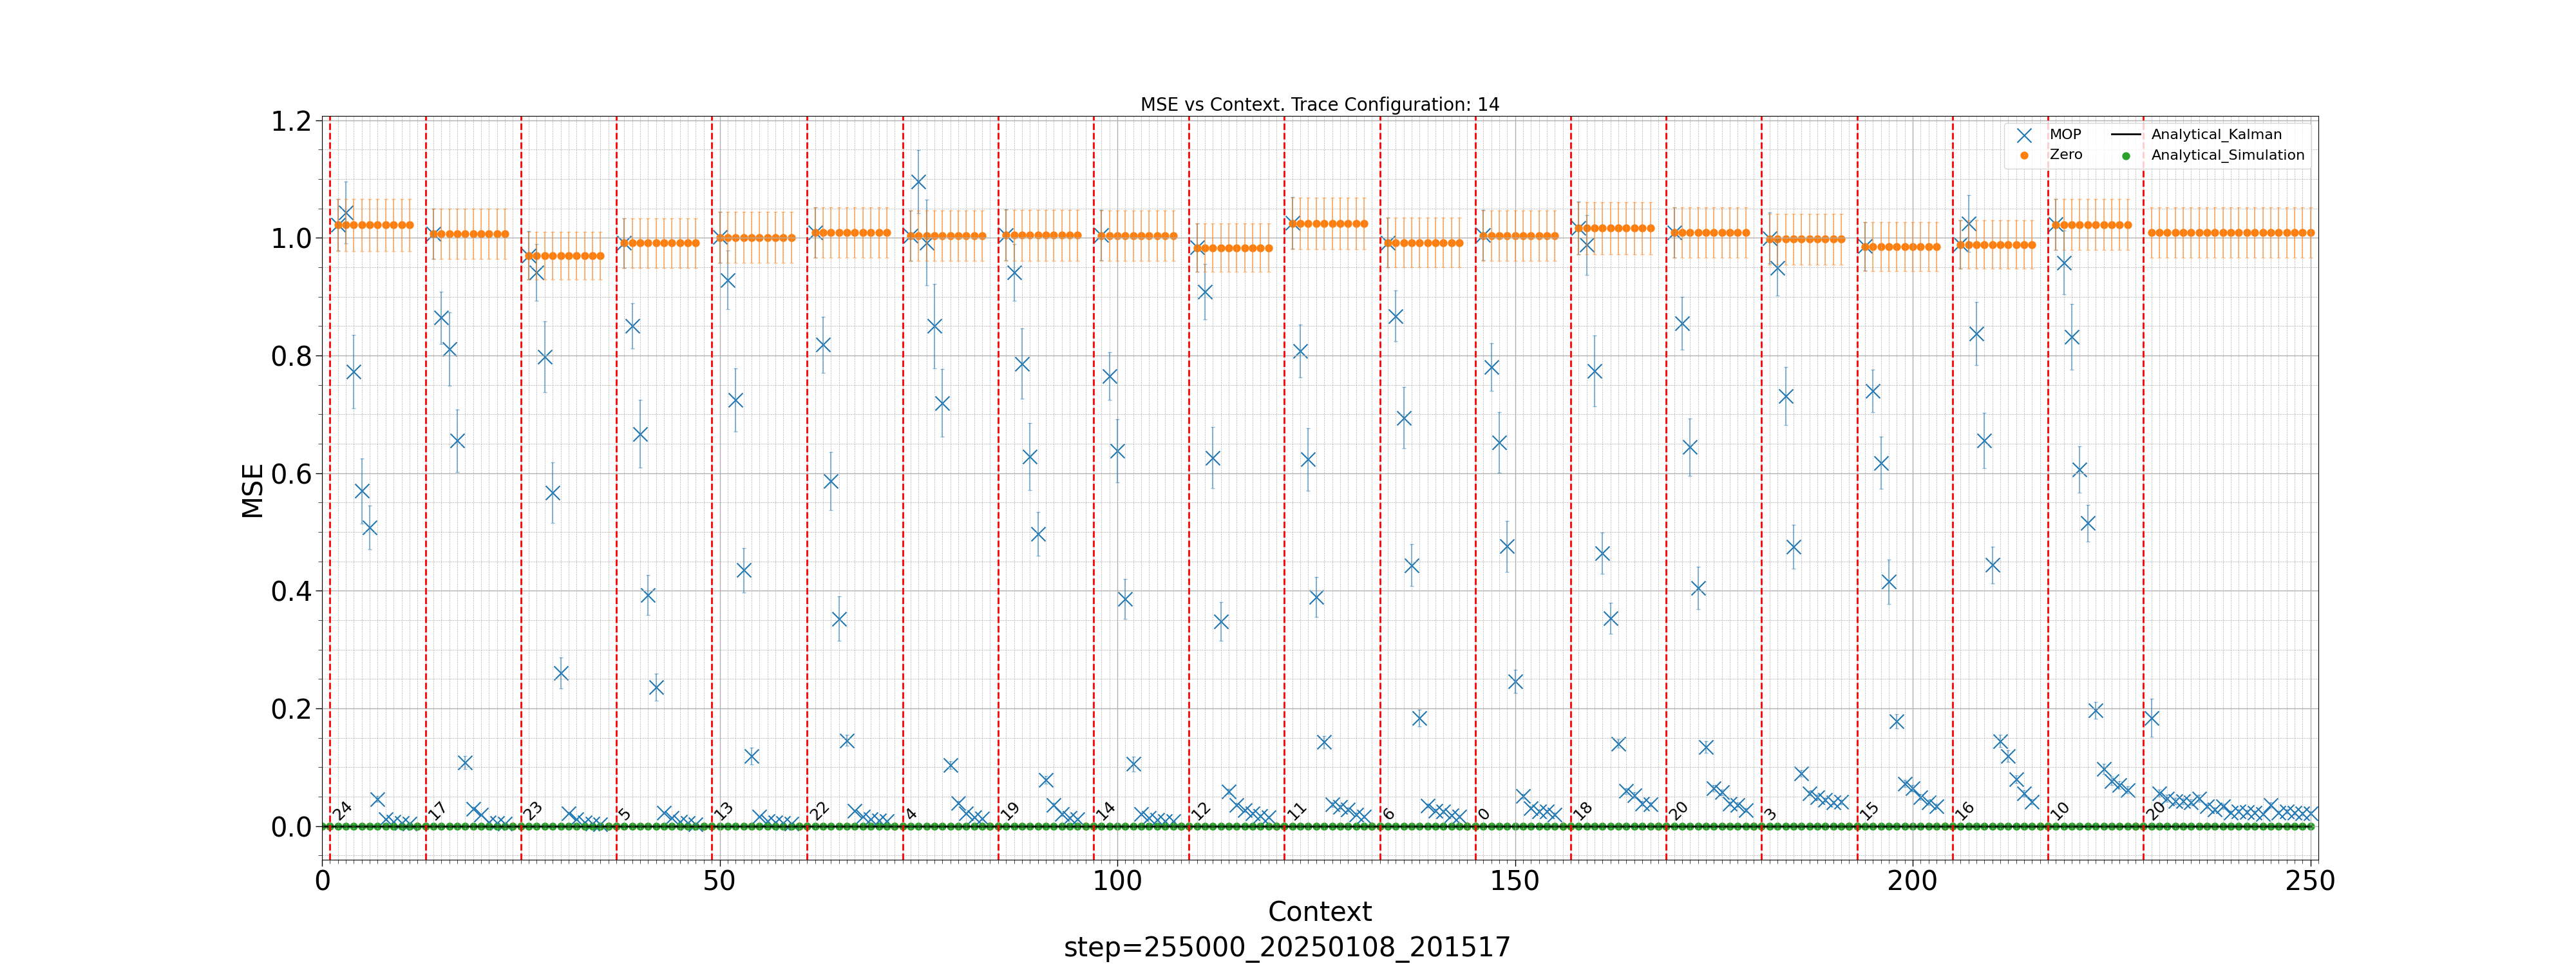 MSE vs Context. Trace Configuration: 14
MOP
Zero
Analytical_Kalman
Analytical_Simulation
MSE
1.2
1.0
0.8
0.6
0.4
0.2
0.0
24 17 23 5 13 22 4 19 14 12 11 6 0 18 20 3 15 16 10 20
0 50 100 150 200 250
Context
step=255000_20250108_201517